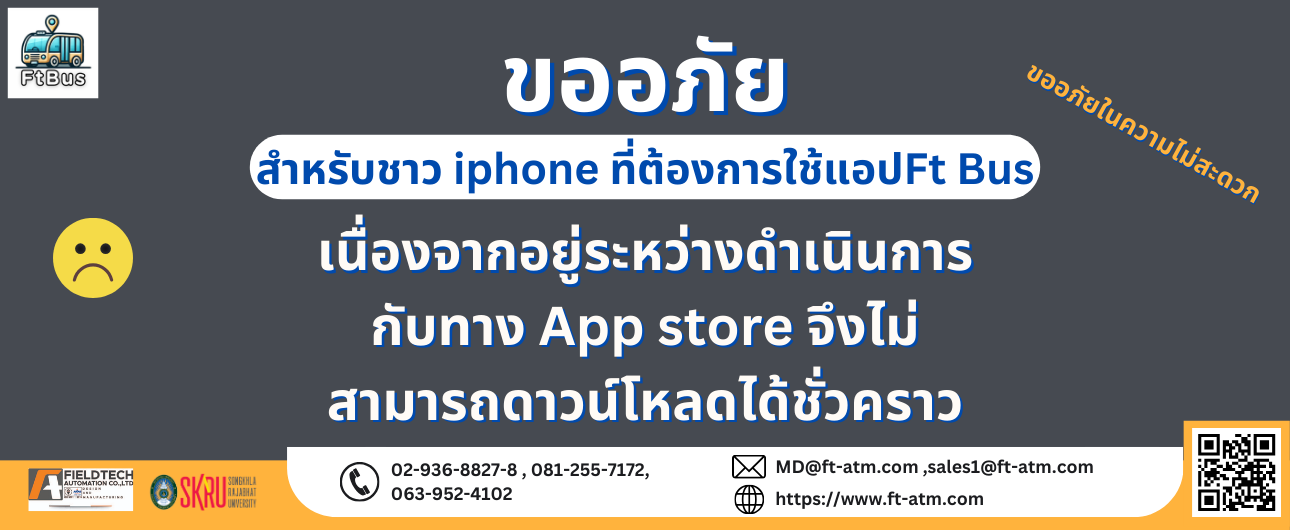 FtBus
ขออภัย
ขออภัยในความไม่สะดวก
สำหรับชาว iphone ที่ต้องการใช้แอปFt Bus
เนื่องจากอยู่ระหว่างดำเนินการ
กับทาง App store จึงไม่
สามารถดาวน์โหลดได้ชั่วคราว
FIELDTECH
AUTOMATION CO.,LTD
DESIGN
AND
MANUFACTURING
SKRU
SONGKHLA
RAJABHAT
UNIVERSITY
02-936-8827-8 , 081-255-7172,
063-952-4102
MD@ft-atm.com ,sales1@ft-atm.com
https://www.ft-atm.com